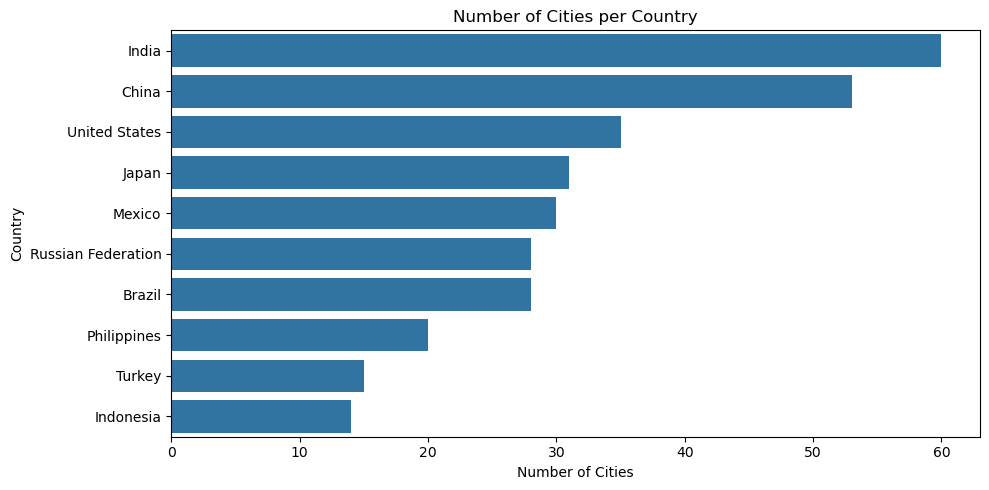 Number of Cities per Country
Country
India
China
United States
Japan
Mexico
Russian Federation
Brazil
Philippines
Turkey
Indonesia
0 10 20 30 40 50 60
Number of Cities